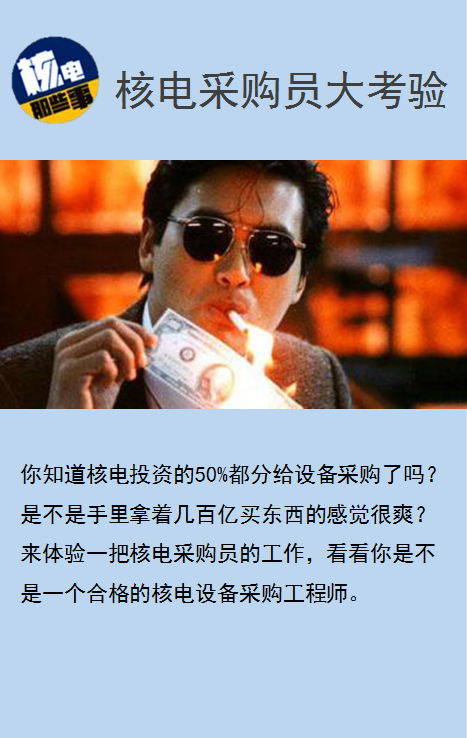 核电
那些事
核电采购员大考验
你知道核电投资的50%都分给设备采购了吗？
是不是手里拿着几百亿买东西的感觉很爽？
来体验一把核电采购员的工作，看看你是不
是一个合格的核电设备采购工程师。